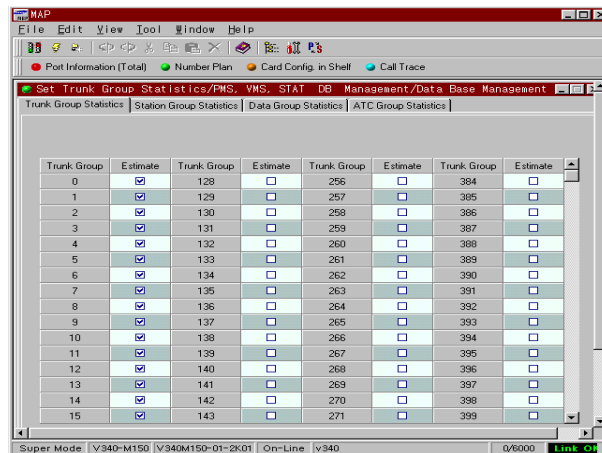 MAP
File Edit View Tool Window Help
Port Information (Total) Number Plan Card Config. in Shelf Call Trace
Set Trunk Group Statistics/PMS, VMS, STAT DB Management/Data Base Management
Trunk Group Statistics Station Group Statistics Data Group Statistics ATC Group Statistics
Trunk Group Estimate Trunk Group Estimate Trunk Group Estimate Trunk Group Estimate
0 128 256 384
1 129 257 385
2 130 258 386
3 131 259 387
4 132 260 388
5 133 261 389
6 134 262 390
7 135 263 391
8 136 264 392
9 137 265 393
10 138 266 394
11 139 267 395
12 140 268 396
13 141 269 397
14 142 270 398
15 143 271 399
Super Mode V340-M150 V340M150-01-2K01 On-Line v340 0/6000 Link OK